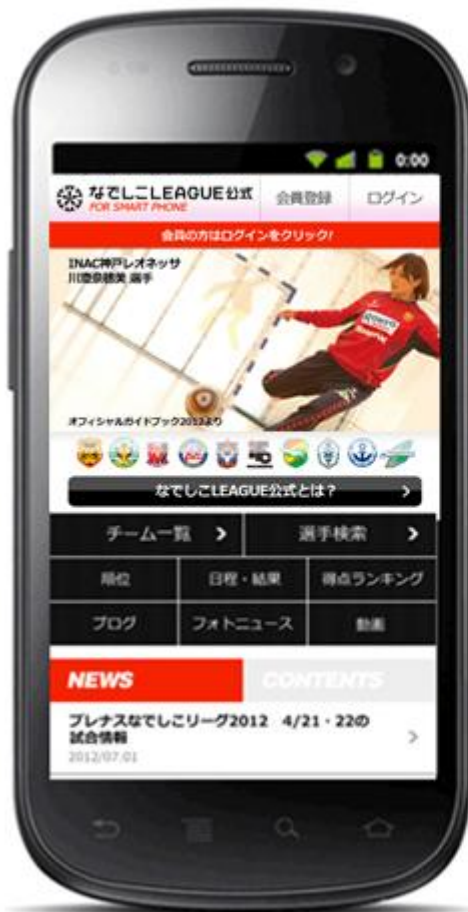 0:00
なでしこLEAGUE公式
FOR SMART PHONE
会員登録
ログイン
会員の方はログインをクリック!
INAC神戸レオネッサ
川澄奈穂美 選手
オフィシャルガイドブック2012より
なでしこLEAGUE公式とは?
チーム一覧
選手検索
順位
日程・結果
得点ランキング
ブログ
フォトニュース
動画
NEWS
CONTENTS
プレナスなでしこリーグ2012 4/21・22の
試合情報
2012/07.01